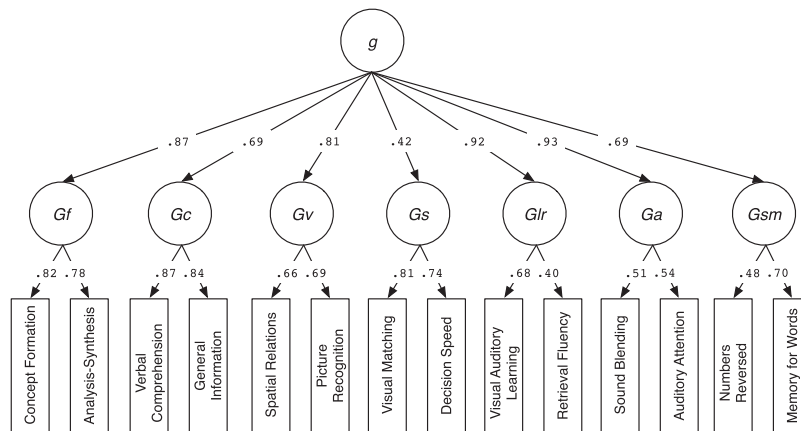 g
.87
.69
.81
.42
.92
.93
.69
Gf
Gc
Gv
Gs
Glr
Ga
Gsm
.82 .78
.87 .84
.66 .69
.81 .74
.68 .40
.51 .54
.48 .70
Concept Formation
Analysis-Synthesis
Verbal
Comprehension
General
Information
Spatial Relations
Picture
Recognition
Visual Matching
Decision Speed
Visual Auditory
Learning
Retrieval Fluency
Sound Blending
Auditory Attention
Numbers
Reversed
Memory for Words